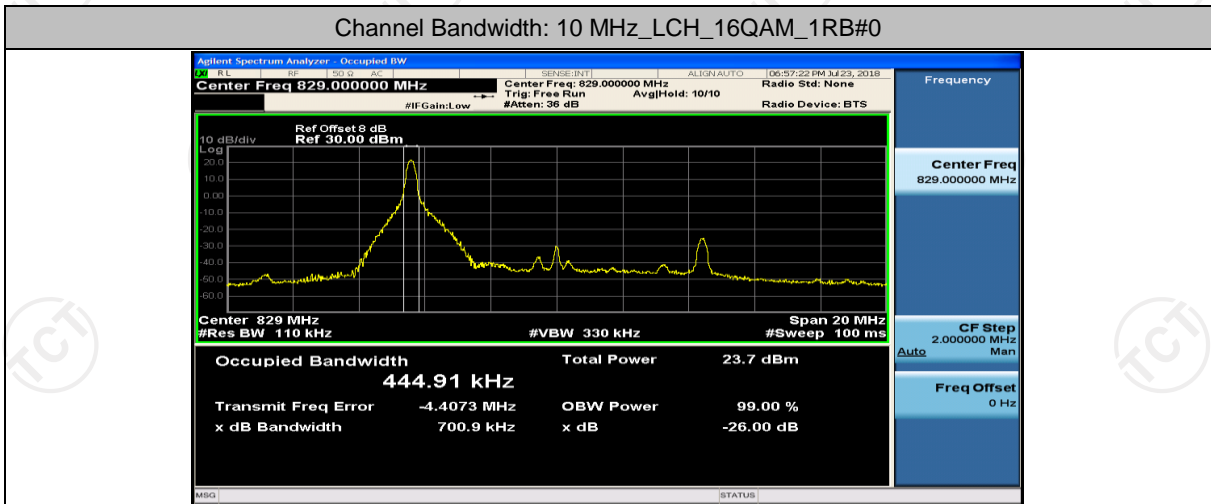 Channel Bandwidth: 10 MHz_LCH_16QAM_1RB#0
Agilent Spectrum Analyzer - Occupied BW
LXI RL RF 50 Ω AC SENSE:INT ALIGN AUTO 06:57:22 PM Jul 23, 2018
Center Freq 829.000000 MHz Center Freq: 829.000000 MHz Radio Std: None
Trig: Free Run Avg|Hold: 10/10
#IFGain:Low #Atten: 36 dB Radio Device: BTS
Frequency
Ref Offset 8 dB
10 dB/div Ref 30.00 dBm
Log
20.0
10.0
0.00
-10.0
-20.0
-30.0
-40.0
-50.0
-60.0
Center 829 MHz Span 20 MHz
#Res BW 110 kHz #VBW 330 kHz #Sweep 100 ms
Occupied Bandwidth Total Power 23.7 dBm
444.91 kHz
Transmit Freq Error -4.4073 MHz OBW Power 99.00 %
x dB Bandwidth 700.9 kHz x dB -26.00 dB
Center Freq
829.000000 MHz
CF Step
2.000000 MHz
Auto Man
Freq Offset
0 Hz
MSG STATUS
TCT
TCT